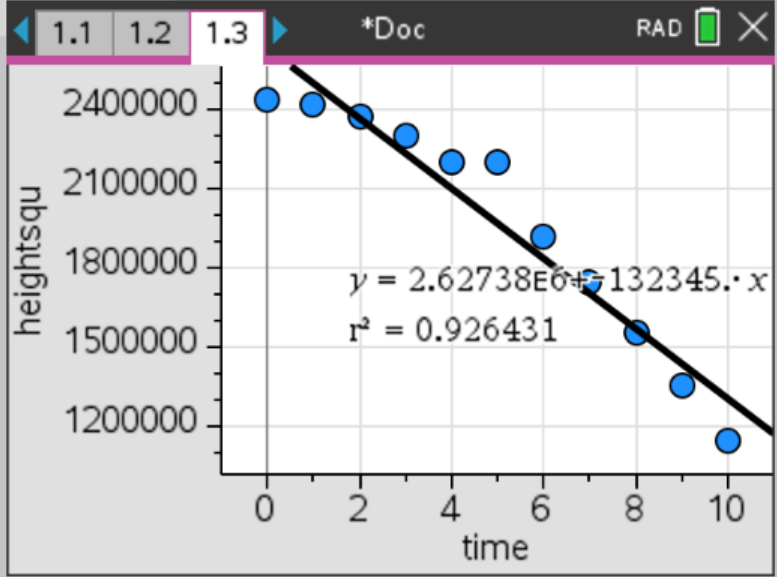 1.1 1.2 1.3 *Doc RAD
2400000
2100000
1800000
1500000
1200000
heightsqu
y = 2.62738E6+-132345.·x
r² = 0.926431
0 2 4 6 8 10
time